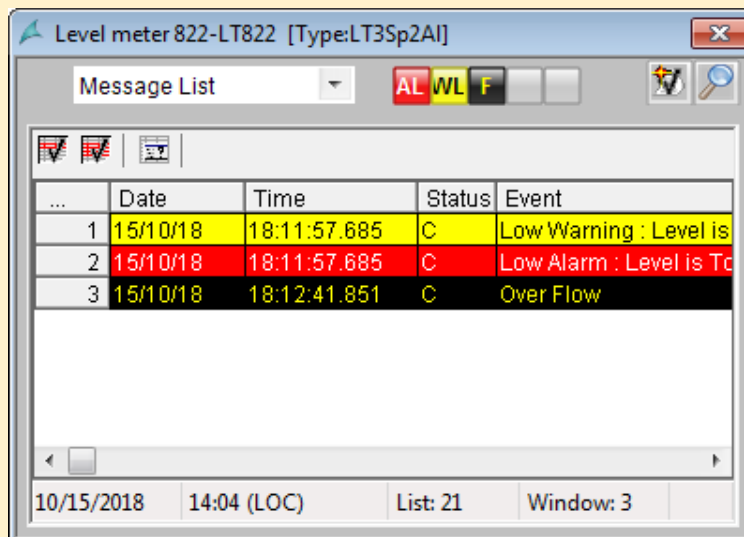 Level meter 822-LT822 [Type:LT3Sp2Al]
Message List AL WL F
... Date Time Status Event
1 15/10/18 18:11:57.685 C Low Warning : Level is
2 15/10/18 18:11:57.685 C Low Alarm : Level is To
3 15/10/18 18:12:41.851 C Over Flow
10/15/2018 14:04 (LOC) List: 21 Window: 3